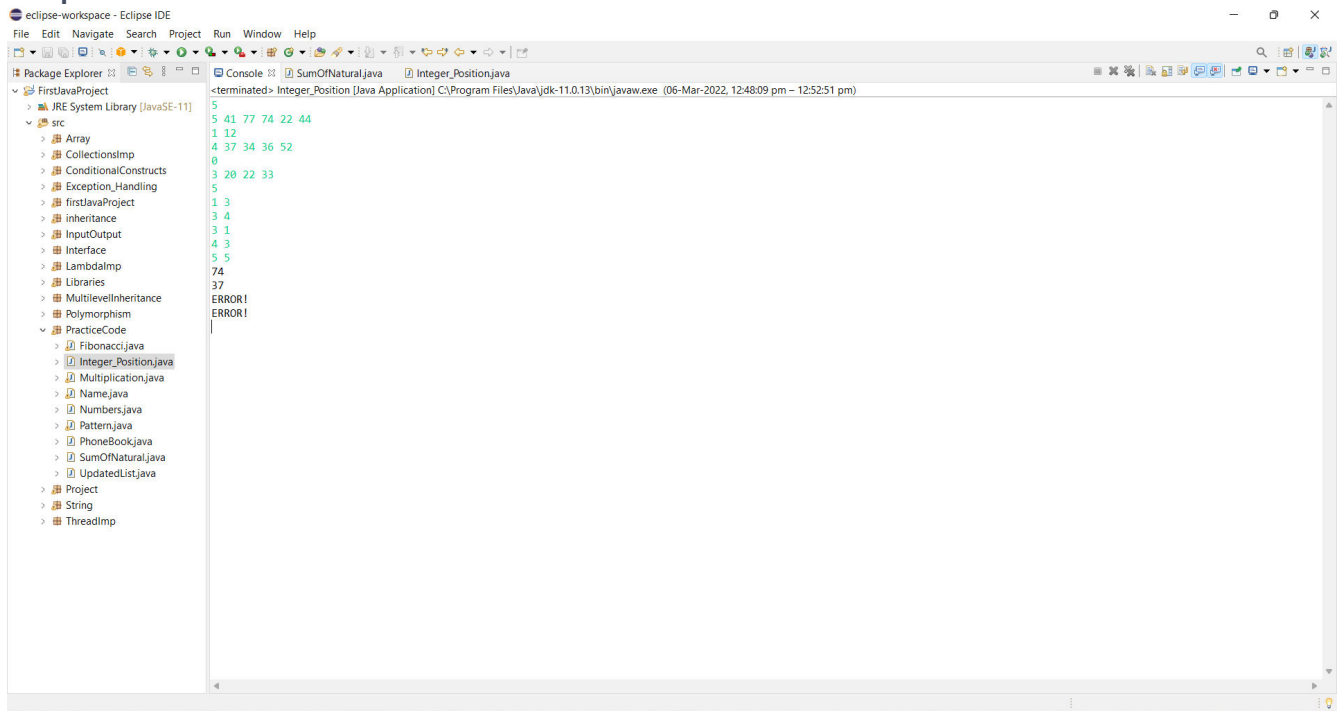 eclipse-workspace - Eclipse IDE
File Edit Navigate Search Project Run Window Help
Package Explorer
Console SumOfNatural.java Integer_Position.java
<terminated> Integer_Position [Java Application] C:\Program Files\Java\jdk-11.0.13\bin\javaw.exe (06-Mar-2022, 12:48:09 pm – 12:52:51 pm)
FirstJavaProject
JRE System Library [JavaSE-11]
src
Array
CollectionsImp
ConditionalConstructs
Exception_Handling
firstJavaProject
inheritance
InputOutput
Interface
LambdaImp
Libraries
MultilevelInheritance
Polymorphism
PracticeCode
Fibonacci.java
Integer_Position.java
Multiplication.java
Name.java
Numbers.java
Pattern.java
PhoneBook.java
SumOfNatural.java
UpdatedList.java
Project
String
ThreadImp
5
5 41 77 74 22 44
1 12
4 37 34 36 52
0
3 20 22 33
5
1 3
3 4
3 1
4 3
5 5
74
37
ERROR!
ERROR!